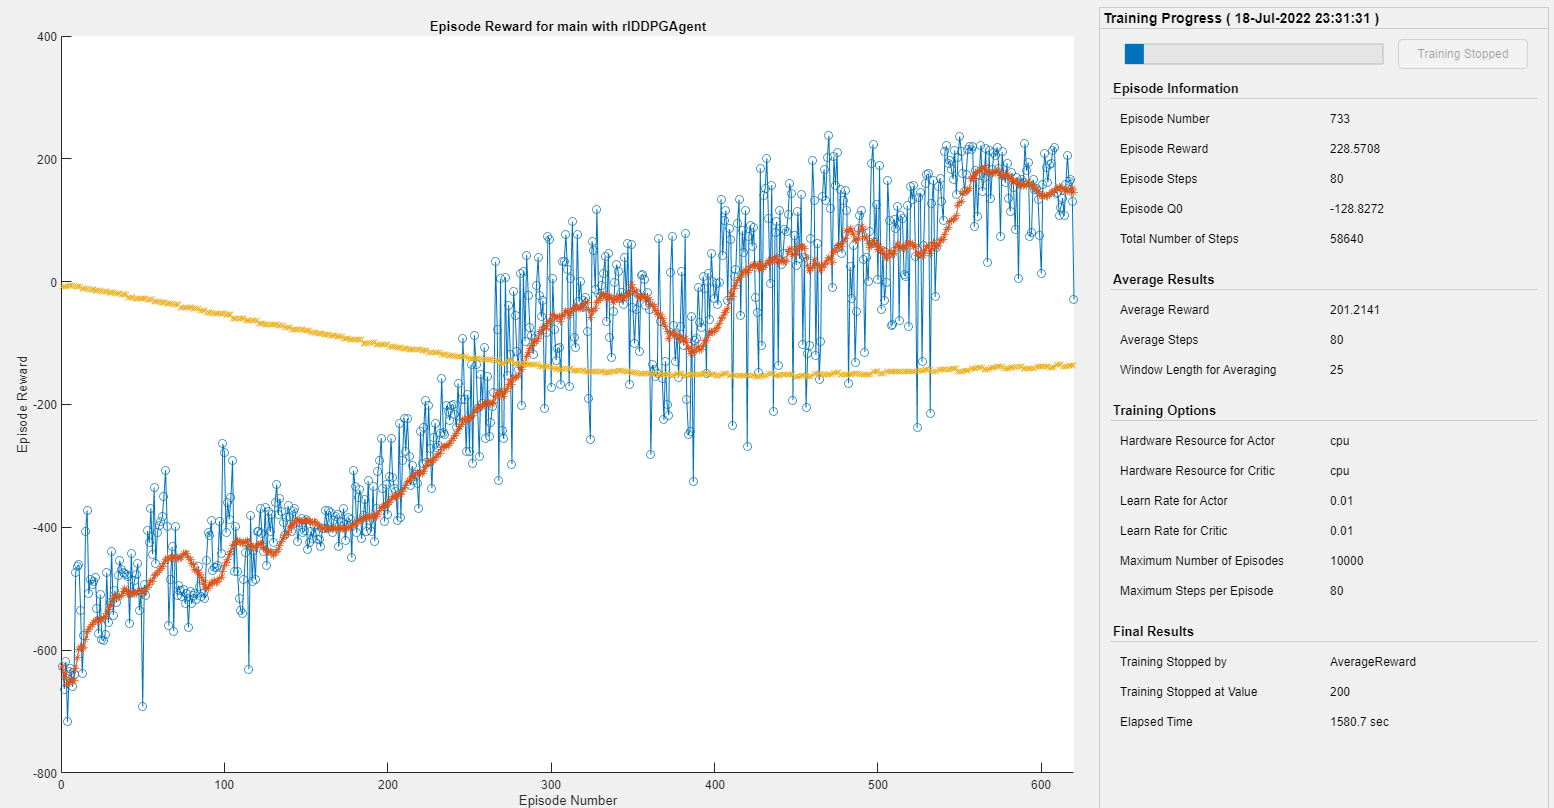 Episode Reward for main with rlDDPGAgent
400
200
0
-200
-400
-600
-800
Episode Reward
0 100 200 300 400 500 600
Episode Number
Training Progress ( 18-Jul-2022 23:31:31 )
Training Stopped
Episode Information
Episode Number 733
Episode Reward 228.5708
Episode Steps 80
Episode Q0 -128.8272
Total Number of Steps 58640
Average Results
Average Reward 201.2141
Average Steps 80
Window Length for Averaging 25
Training Options
Hardware Resource for Actor cpu
Hardware Resource for Critic cpu
Learn Rate for Actor 0.01
Learn Rate for Critic 0.01
Maximum Number of Episodes 10000
Maximum Steps per Episode 80
Final Results
Training Stopped by AverageReward
Training Stopped at Value 200
Elapsed Time 1580.7 sec